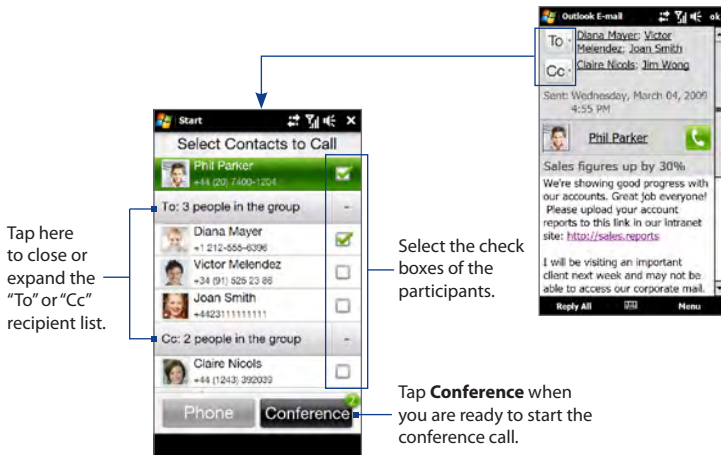 Tap here
to close or
expand the
“To” or “Cc”
recipient list.
Start
Select Contacts to Call
Phil Parker
+44 (20) 7400-1204
To: 3 people in the group
Diana Mayer
+1 212-555-6396
Victor Melendez
+34 (91) 525 23 86
Joan Smith
+4423111111111
Cc: 2 people in the group
Claire Nicols
+44 (1243) 392039
Phone
Conference
2
Select the check
boxes of the
participants.
Tap Conference when
you are ready to start the
conference call.
Outlook E-mail
ok
To
Diana Mayer; Victor
Melendez; Joan Smith
Cc
Claire Nicols; Jim Wong
Sent: Wednesday, March 04, 2009
4:55 PM
Phil Parker
Sales figures up by 30%
We're showing good progress with
our accounts. Great job everyone!
Please upload your account
reports to this link in our intranet
site: http://sales.reports
I will be visiting an important
client next week and may not be
able to access our corporate mail.
Reply All
Menu